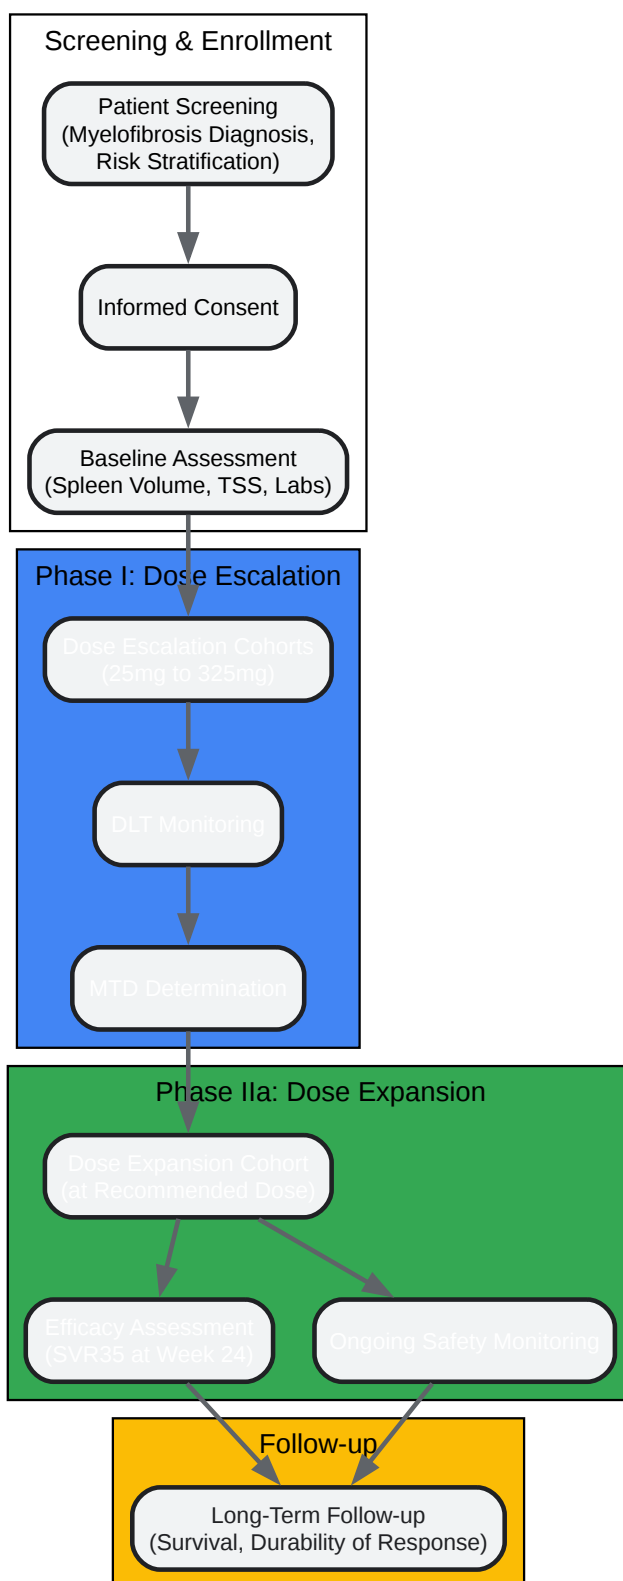 Screening & Enrollment
Patient Screening
(Myelofibrosis Diagnosis,
Risk Stratification)
Informed Consent
Baseline Assessment
(Spleen Volume, TSS, Labs)
Phase I: Dose Escalation
Dose Escalation Cohorts
(25mg to 325mg)
DLT Monitoring
MTD Determination
Phase IIa: Dose Expansion
Dose Expansion Cohort
(at Recommended Dose)
Efficacy Assessment
(SVR35 at Week 24)
Ongoing Safety Monitoring
Follow-up
Long-Term Follow-up
(Survival, Durability of Response)